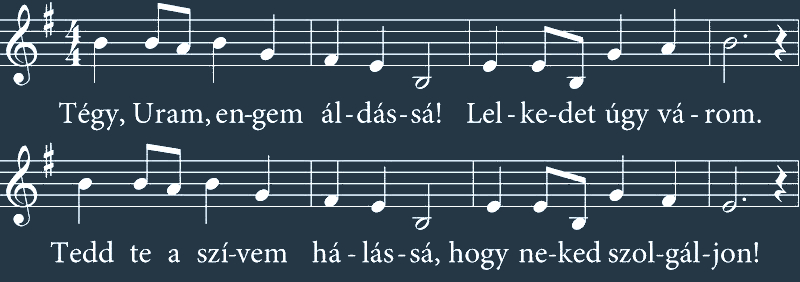 4
4
Tégy, Uram, en-gem ál-dás-sá! Lel-ke-det úgy vá-rom.
Tedd te a szí-vem há-lás-sá, hogy ne-ked szol-gál-jon!